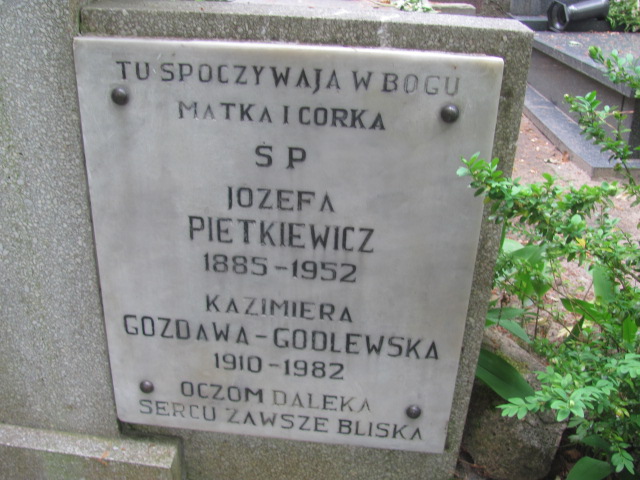 TU SPOCZYWAJA W BOGU
MATKA I CORKA
Ś P
JOZEFA
PIETKIEWICZ
1885-1952
KAZIMIERA
GOZDAWA-GODLEWSKA
1910-1982
OCZOM DALEKA
SERCU ZAWSZE BLISKA